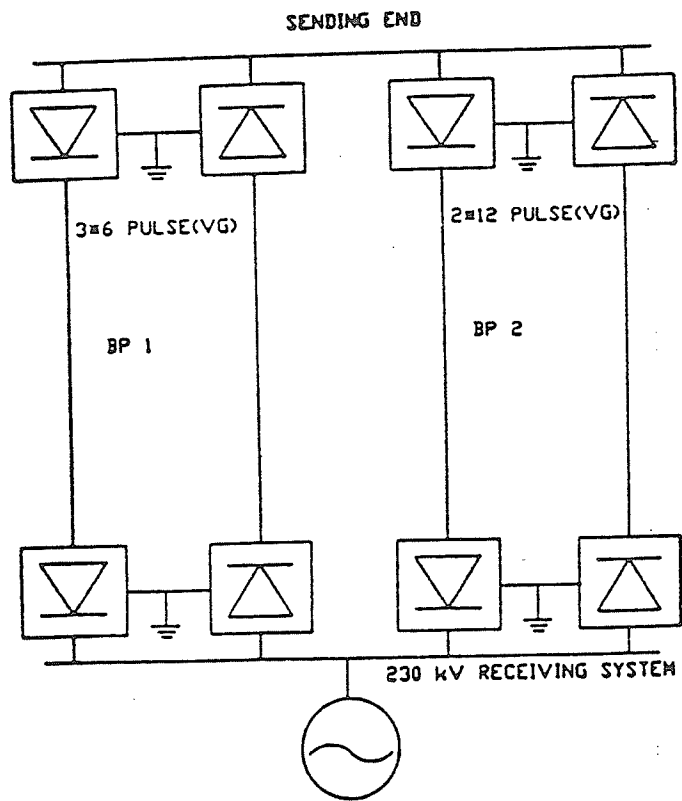 SENDING END
3*6 PULSE(VG)
2*12 PULSE(VG)
BP 1
BP 2
230 kV RECEIVING SYSTEM